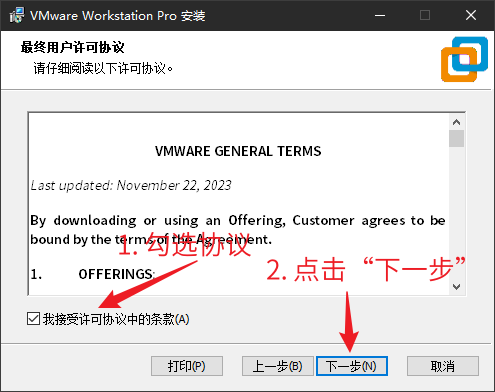 VMware Workstation Pro 安装
最终用户许可协议
请仔细阅读以下许可协议。
VMWARE GENERAL TERMS
Last updated: November 22, 2023
By downloading or using an Offering, Customer agrees to be
bound by the terms of the Agreement.
1. 勾选协议
1. OFFERINGS:
2. 点击“下一步”
我接受许可协议中的条款(A)
打印(P)
上一步(B)
下一步(N)
取消